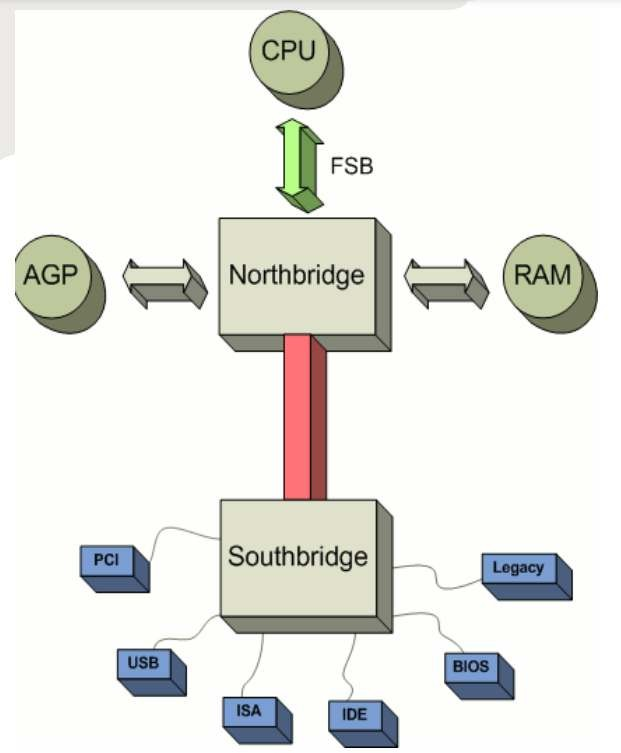 CPU
FSB
AGP
Northbridge
RAM
Southbridge
PCI
Legacy
USB
BIOS
ISA
IDE